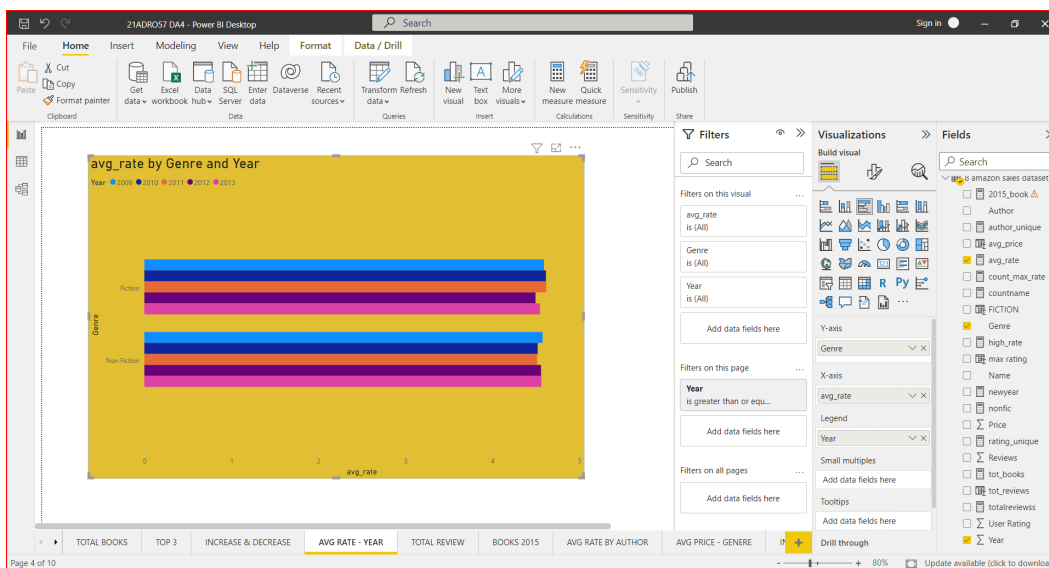 21ADRO57 DA4 - Power BI Desktop
Search
Sign in
File Home Insert Modeling View Help Format Data / Drill
Paste
Cut
Copy
Format painter
Get data
Excel workbook
Data hub
SQL Server
Enter data
Dataverse
Recent sources
Transform data
Refresh
New visual
Text box
More visuals
New measure
Quick measure
Sensitivity
Publish
Clipboard Data Queries Insert Calculations Sensitivity Share
avg_rate by Genre and Year
Year 2009 2010 2011 2012 2013
Genre
Fiction
Non Fiction
0 1 2 3 4 5
avg_rate
Filters
Search
Filters on this visual ...
avg_rate
is (All)
Genre
is (All)
Year
is (All)
Add data fields here
Filters on this page ...
Year
is greater than or equ...
Add data fields here
Filters on all pages ...
Add data fields here
Visualizations
Build visual
123
R Py
...
Y-axis
Genre
X-axis
avg_rate
Legend
Year
Small multiples
Add data fields here
Tooltips
Add data fields here
Drill through
Fields
Search
8 amazon sales dataset
2015_book
Author
author_unique
avg_price
avg_rate
count_max_rate
countname
FICTION
Genre
high_rate
max rating
Name
newyear
nonfic
Price
rating_unique
Reviews
tot_books
tot_reviews
totalreviewss
User Rating
Year
TOTAL BOOKS TOP 3 INCREASE & DECREASE AVG RATE - YEAR TOTAL REVIEW BOOKS 2015 AVG RATE BY AUTHOR AVG PRICE - GENERE
Page 4 of 10
80%
Update available (click to downloa